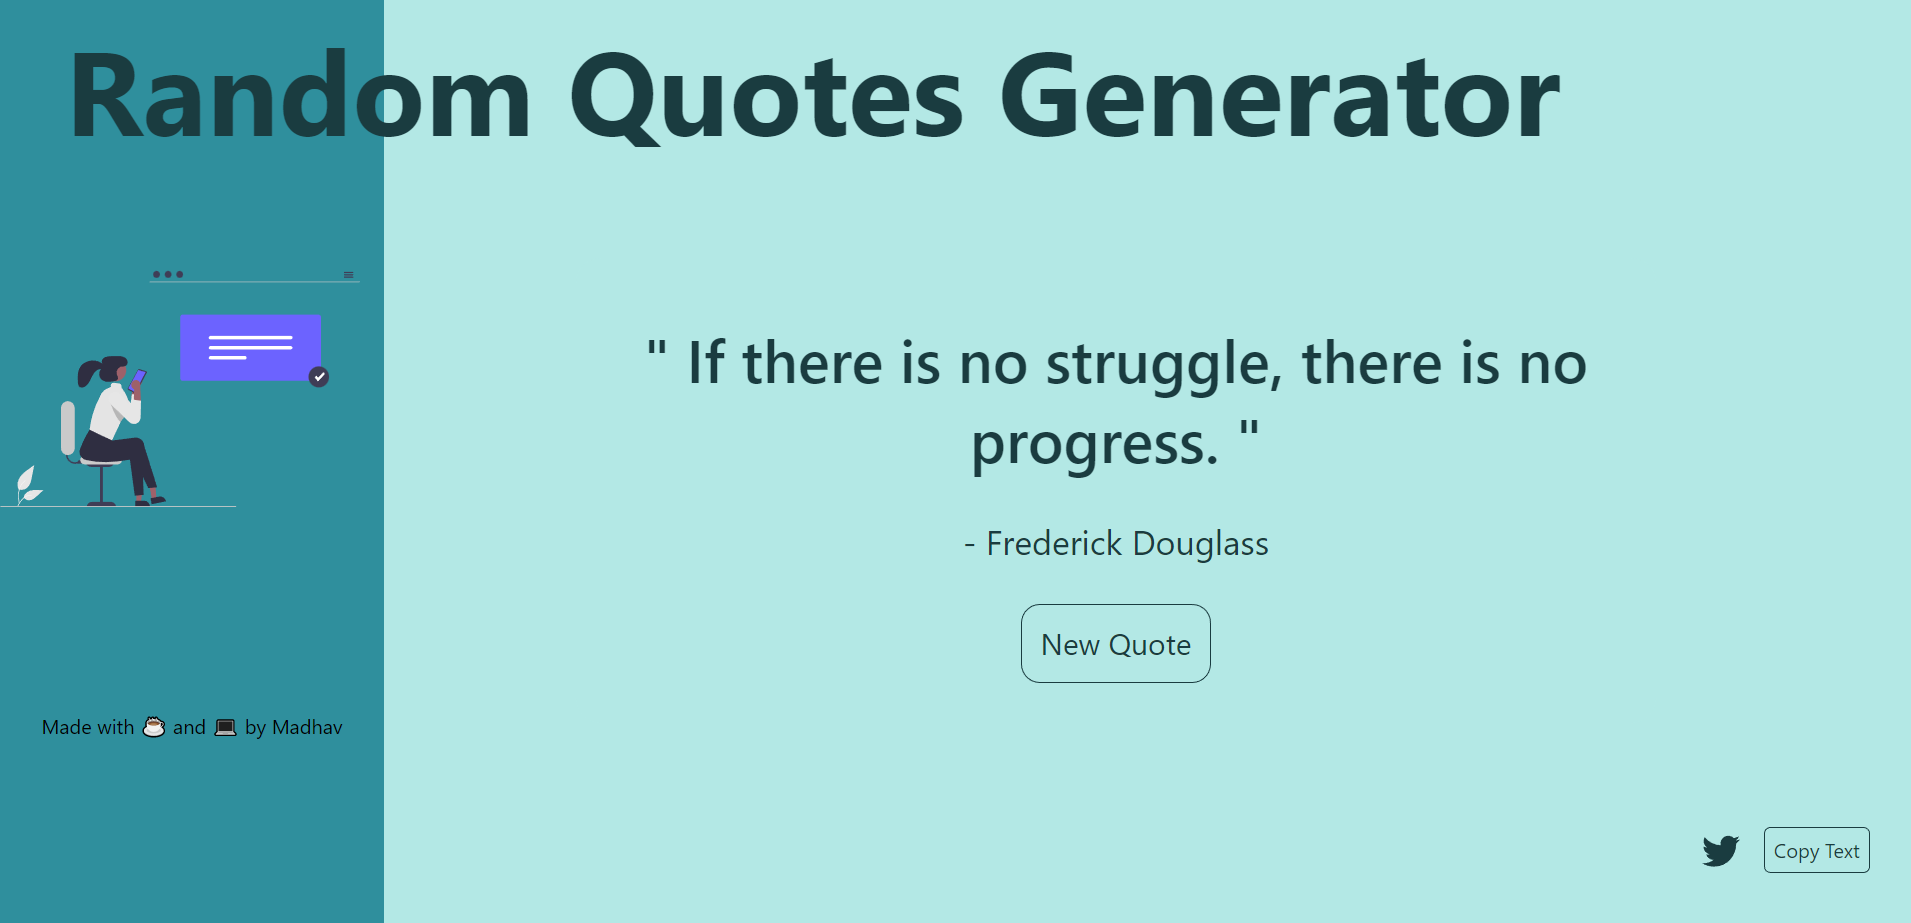 Random Quotes Generator
" If there is no struggle, there is no
progress. "
- Frederick Douglass
New Quote
Made with ☕ and 💻 by Madhav
Copy Text